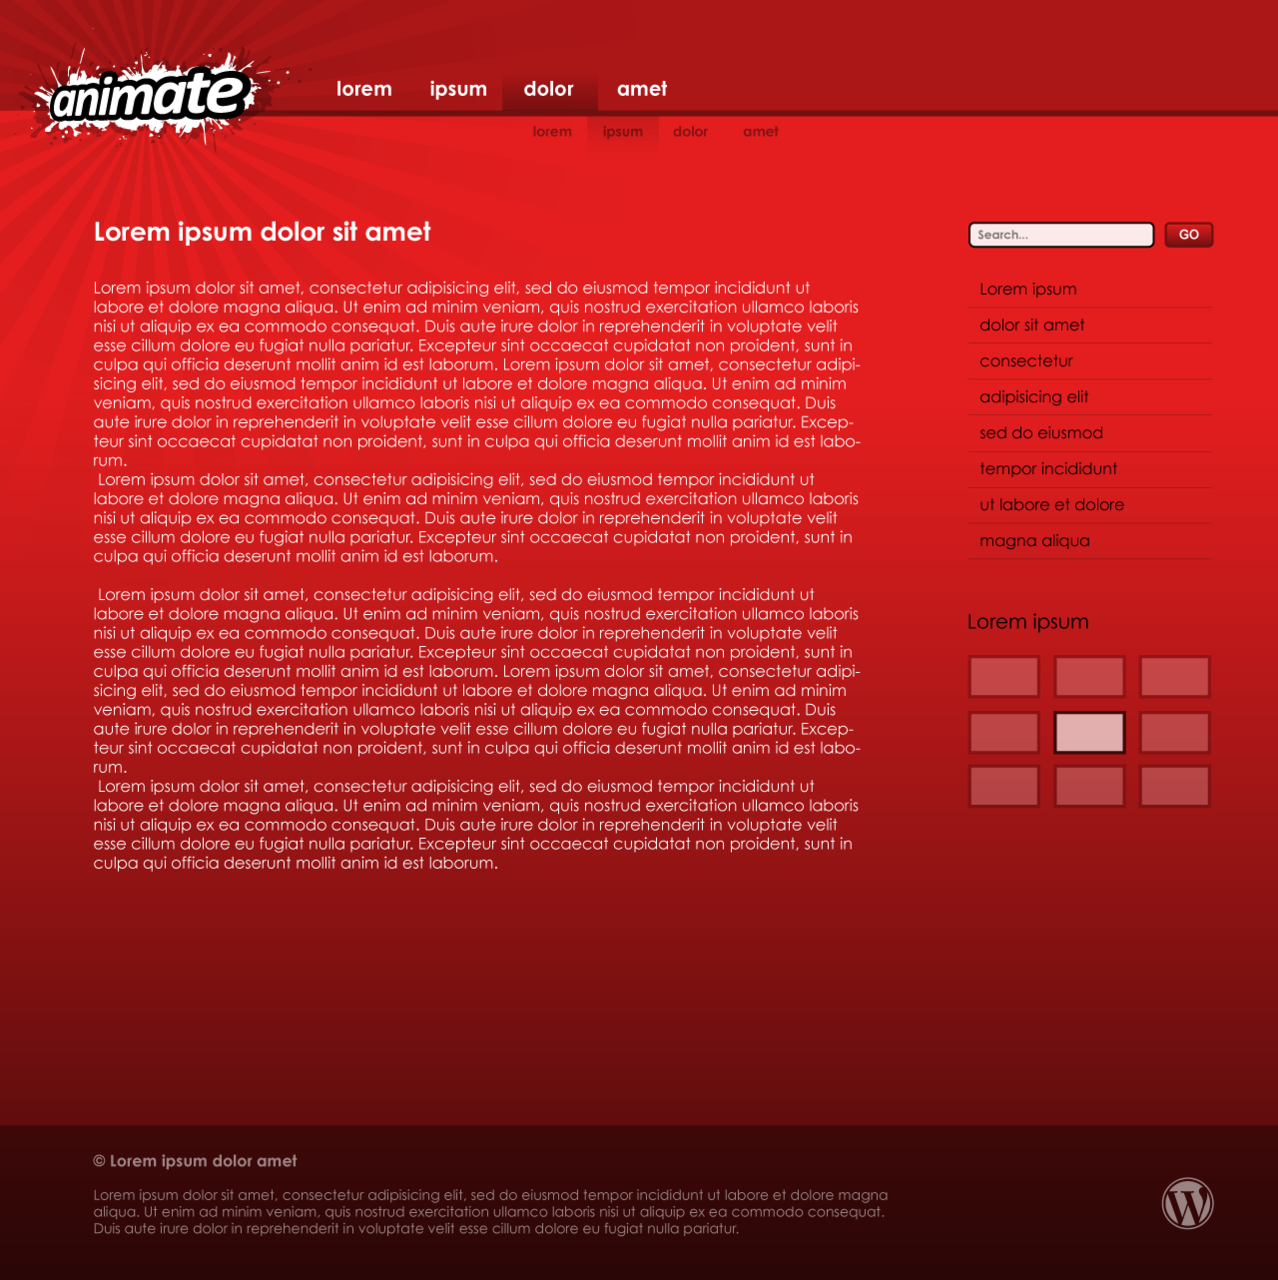 animate
lorem ipsum dolor amet
lorem ipsum dolor amet
Lorem ipsum dolor sit amet
Lorem ipsum dolor sit amet, consectetur adipisicing elit, sed do eiusmod tempor incididunt ut
labore et dolore magna aliqua. Ut enim ad minim veniam, quis nostrud exercitation ullamco laboris
nisi ut aliquip ex ea commodo consequat. Duis aute irure dolor in reprehenderit in voluptate velit
esse cillum dolore eu fugiat nulla pariatur. Excepteur sint occaecat cupidatat non proident, sunt in
culpa qui officia deserunt mollit anim id est laborum. Lorem ipsum dolor sit amet, consectetur adipi-
sicing elit, sed do eiusmod tempor incididunt ut labore et dolore magna aliqua. Ut enim ad minim
veniam, quis nostrud exercitation ullamco laboris nisi ut aliquip ex ea commodo consequat. Duis
aute irure dolor in reprehenderit in voluptate velit esse cillum dolore eu fugiat nulla pariatur. Excep-
teur sint occaecat cupidatat non proident, sunt in culpa qui officia deserunt mollit anim id est labo-
rum.
Lorem ipsum dolor sit amet, consectetur adipisicing elit, sed do eiusmod tempor incididunt ut
labore et dolore magna aliqua. Ut enim ad minim veniam, quis nostrud exercitation ullamco laboris
nisi ut aliquip ex ea commodo consequat. Duis aute irure dolor in reprehenderit in voluptate velit
esse cillum dolore eu fugiat nulla pariatur. Excepteur sint occaecat cupidatat non proident, sunt in
culpa qui officia deserunt mollit anim id est laborum.
Lorem ipsum dolor sit amet, consectetur adipisicing elit, sed do eiusmod tempor incididunt ut
labore et dolore magna aliqua. Ut enim ad minim veniam, quis nostrud exercitation ullamco laboris
nisi ut aliquip ex ea commodo consequat. Duis aute irure dolor in reprehenderit in voluptate velit
esse cillum dolore eu fugiat nulla pariatur. Excepteur sint occaecat cupidatat non proident, sunt in
culpa qui officia deserunt mollit anim id est laborum. Lorem ipsum dolor sit amet, consectetur adipi-
sicing elit, sed do eiusmod tempor incididunt ut labore et dolore magna aliqua. Ut enim ad minim
veniam, quis nostrud exercitation ullamco laboris nisi ut aliquip ex ea commodo consequat. Duis
aute irure dolor in reprehenderit in voluptate velit esse cillum dolore eu fugiat nulla pariatur. Excep-
teur sint occaecat cupidatat non proident, sunt in culpa qui officia deserunt mollit anim id est labo-
rum.
Lorem ipsum dolor sit amet, consectetur adipisicing elit, sed do eiusmod tempor incididunt ut
labore et dolore magna aliqua. Ut enim ad minim veniam, quis nostrud exercitation ullamco laboris
nisi ut aliquip ex ea commodo consequat. Duis aute irure dolor in reprehenderit in voluptate velit
esse cillum dolore eu fugiat nulla pariatur. Excepteur sint occaecat cupidatat non proident, sunt in
culpa qui officia deserunt mollit anim id est laborum.
Search... GO
Lorem ipsum
dolor sit amet
consectetur
adipisicing elit
sed do eiusmod
tempor incididunt
ut labore et dolore
magna aliqua
Lorem ipsum
© Lorem ipsum dolor amet
Lorem ipsum dolor sit amet, consectetur adipisicing elit, sed do eiusmod tempor incididunt ut labore et dolore magna
aliqua. Ut enim ad minim veniam, quis nostrud exercitation ullamco laboris nisi ut aliquip ex ea commodo consequat.
Duis aute irure dolor in reprehenderit in voluptate velit esse cillum dolore eu fugiat nulla pariatur.
W